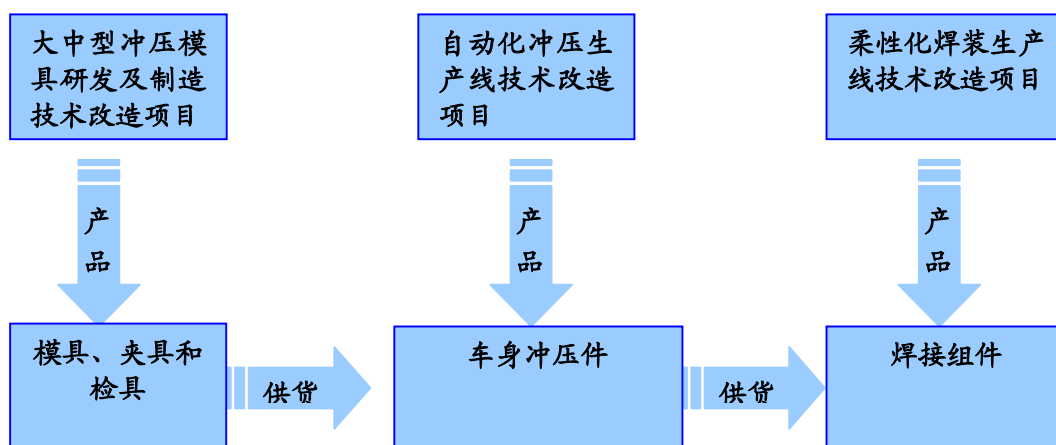 大中型冲压模
具研发及制造
技术改造项目
自动化冲压生
产线技术改造
项目
柔性化焊装生产
线技术改造项目
产
品
产
品
产
品
模具、夹具和
检具
供货
车身冲压件
供货
焊接组件